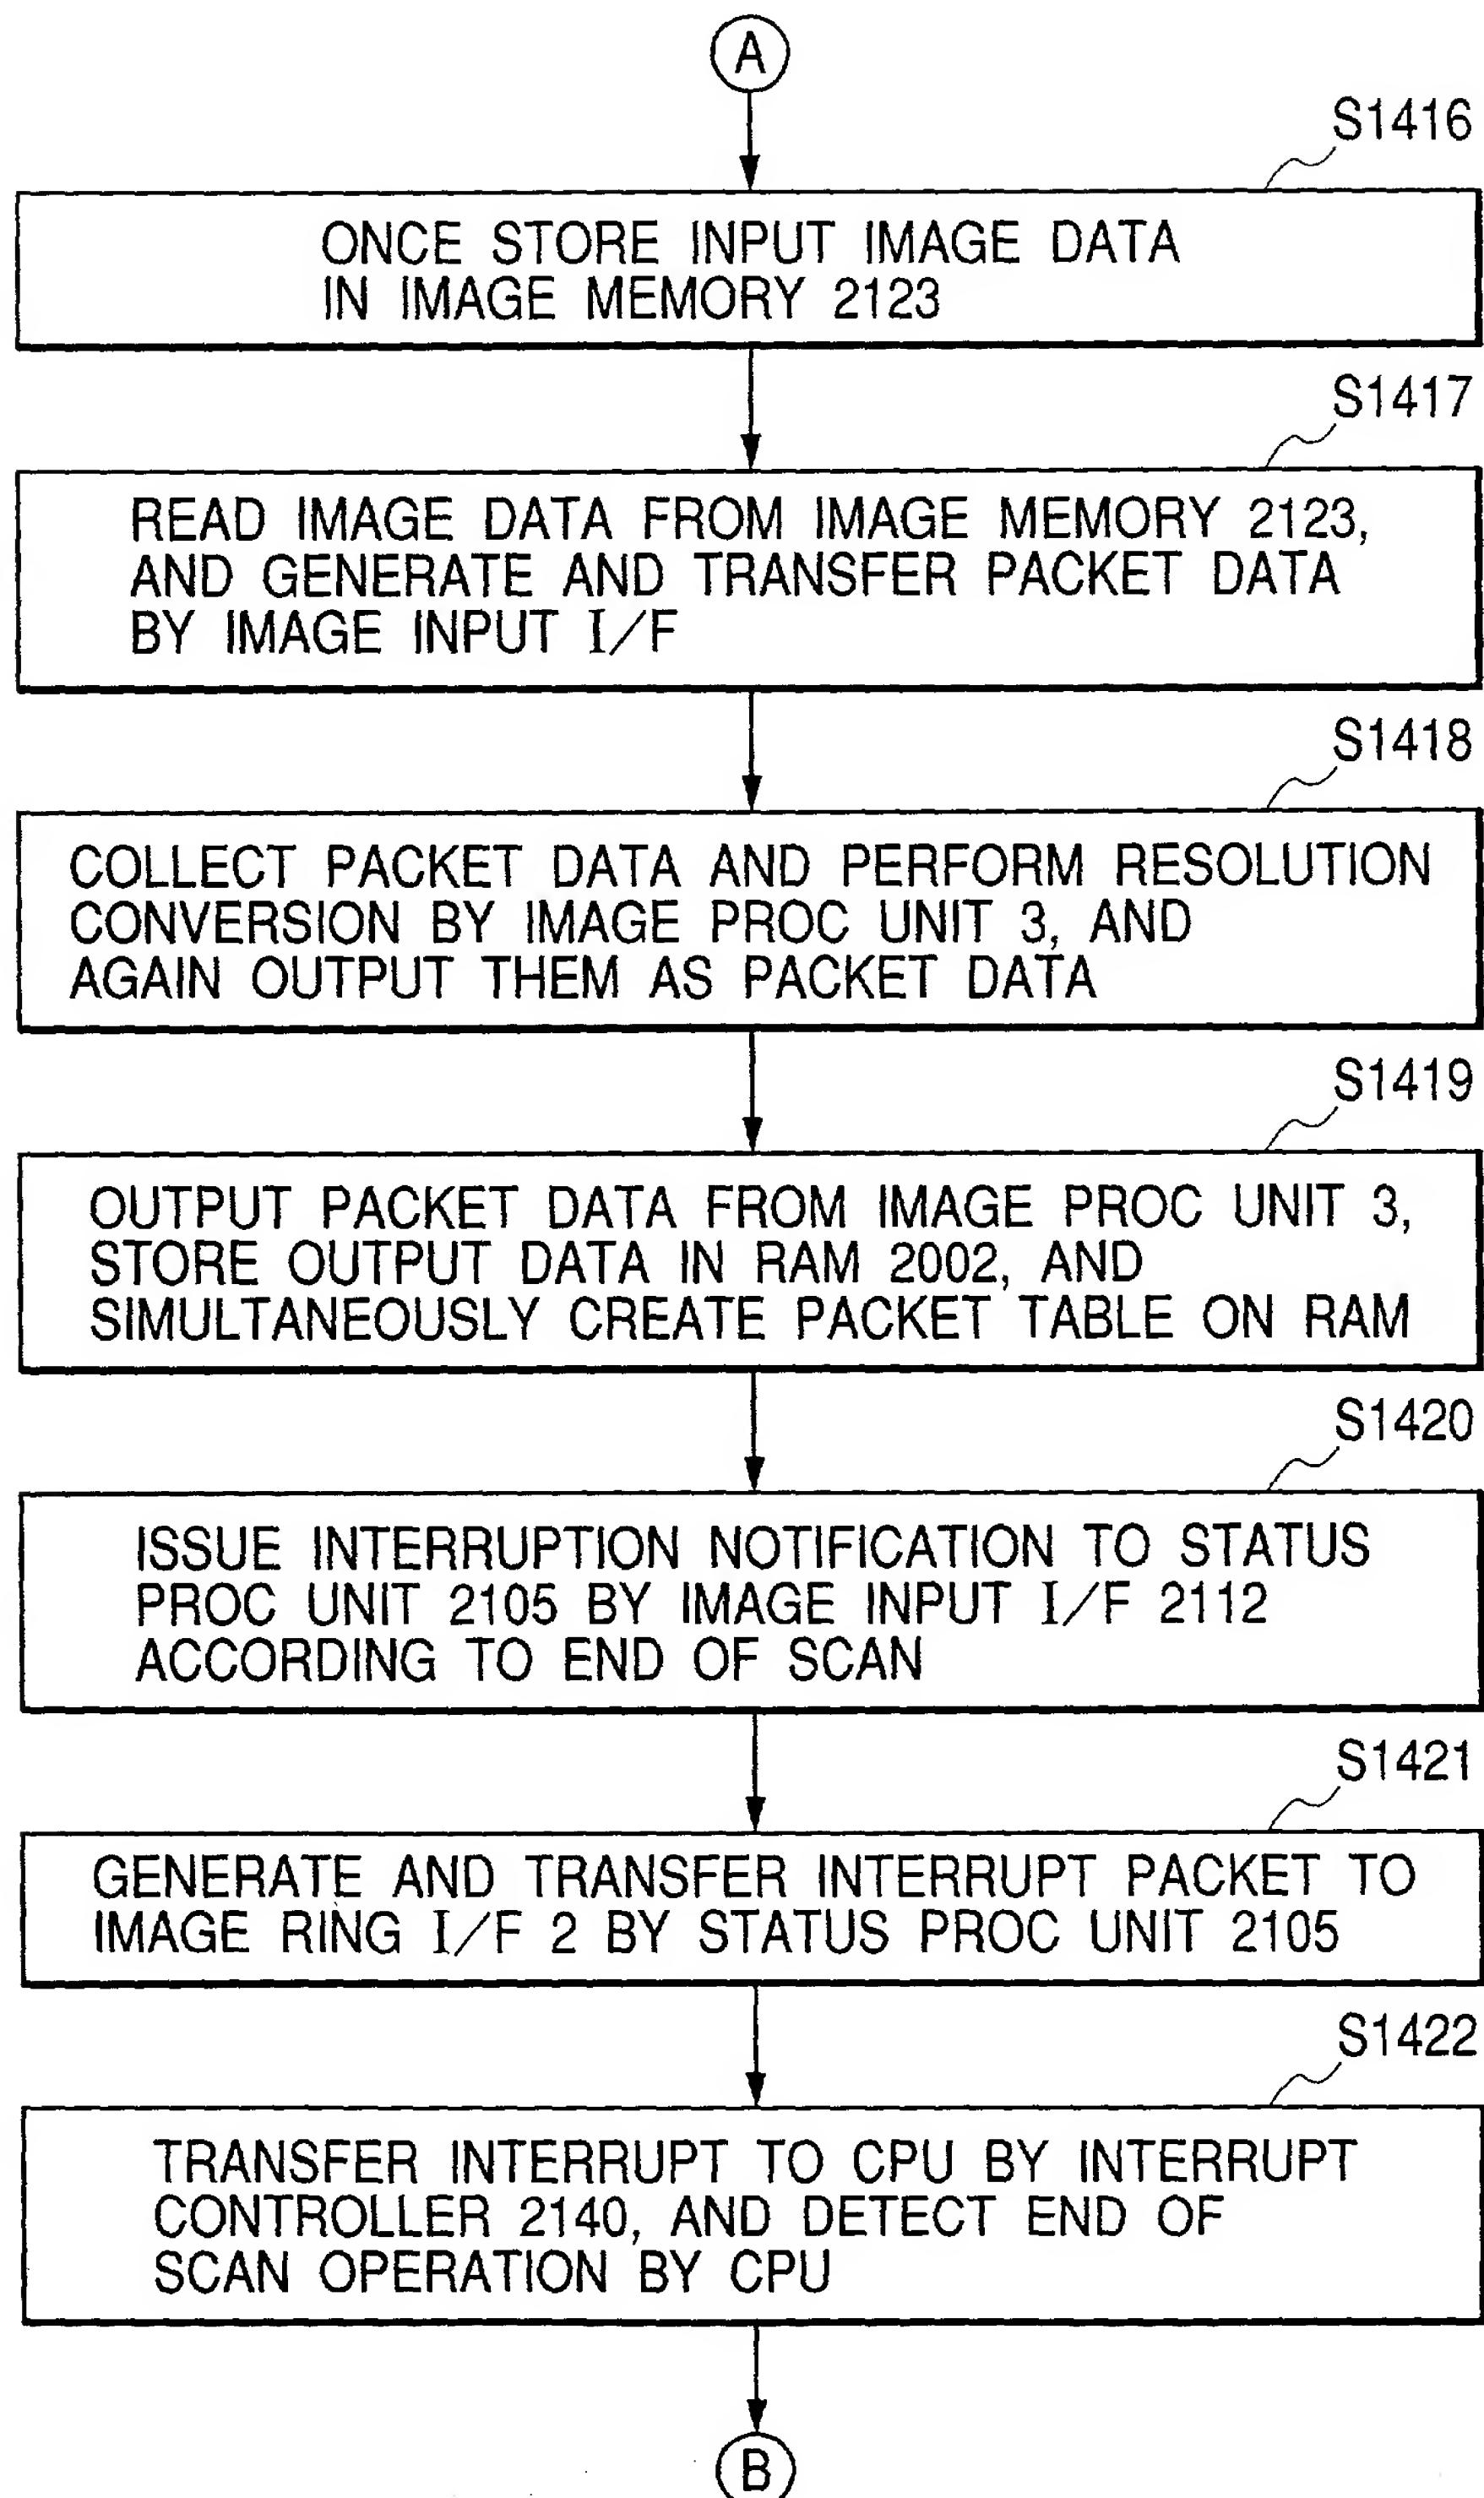 A
S1416
ONCE STORE INPUT IMAGE DATA
IN IMAGE MEMORY 2123
S1417
READ IMAGE DATA FROM IMAGE MEMORY 2123,
AND GENERATE AND TRANSFER PACKET DATA
BY IMAGE INPUT I/F
S1418
COLLECT PACKET DATA AND PERFORM RESOLUTION
CONVERSION BY IMAGE PROC UNIT 3, AND
AGAIN OUTPUT THEM AS PACKET DATA
S1419
OUTPUT PACKET DATA FROM IMAGE PROC UNIT 3,
STORE OUTPUT DATA IN RAM 2002, AND
SIMULTANEOUSLY CREATE PACKET TABLE ON RAM
S1420
ISSUE INTERRUPTION NOTIFICATION TO STATUS
PROC UNIT 2105 BY IMAGE INPUT I/F 2112
ACCORDING TO END OF SCAN
S1421
GENERATE AND TRANSFER INTERRUPT PACKET TO
IMAGE RING I/F 2 BY STATUS PROC UNIT 2105
S1422
TRANSFER INTERRUPT TO CPU BY INTERRUPT
CONTROLLER 2140, AND DETECT END OF
SCAN OPERATION BY CPU
B